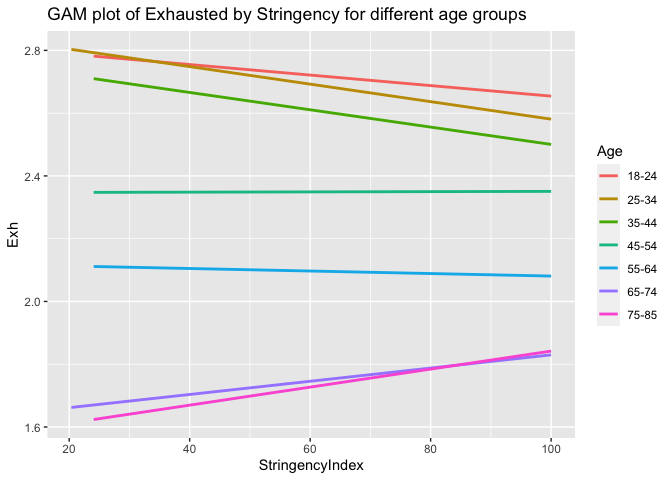 GAM plot of Exhausted by Stringency for different age groups
2.8
2.4
2.0
1.6
Exh
20 40 60 80 100
StringencyIndex
Age
18-24
25-34
35-44
45-54
55-64
65-74
75-85